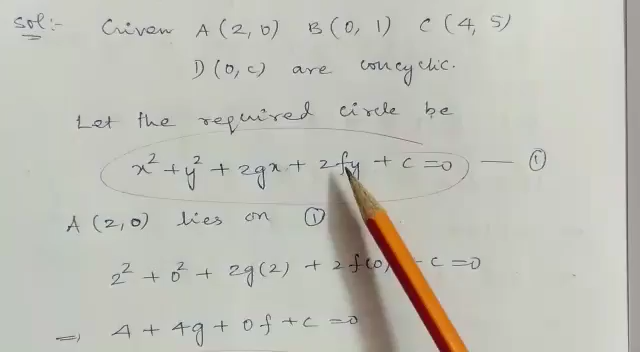 Sol:- Given A (2, 0) B (0, 1) C (4, 5)
D (0, c) are concyclic.
Let the required circle be
x² + y² + 2gx + 2fy + c = 0 — ①
A (2, 0) lies on ①
2² + 0² + 2g(2) + 2f(0) + c = 0
⇒ 4 + 4g + 0f + c = 0